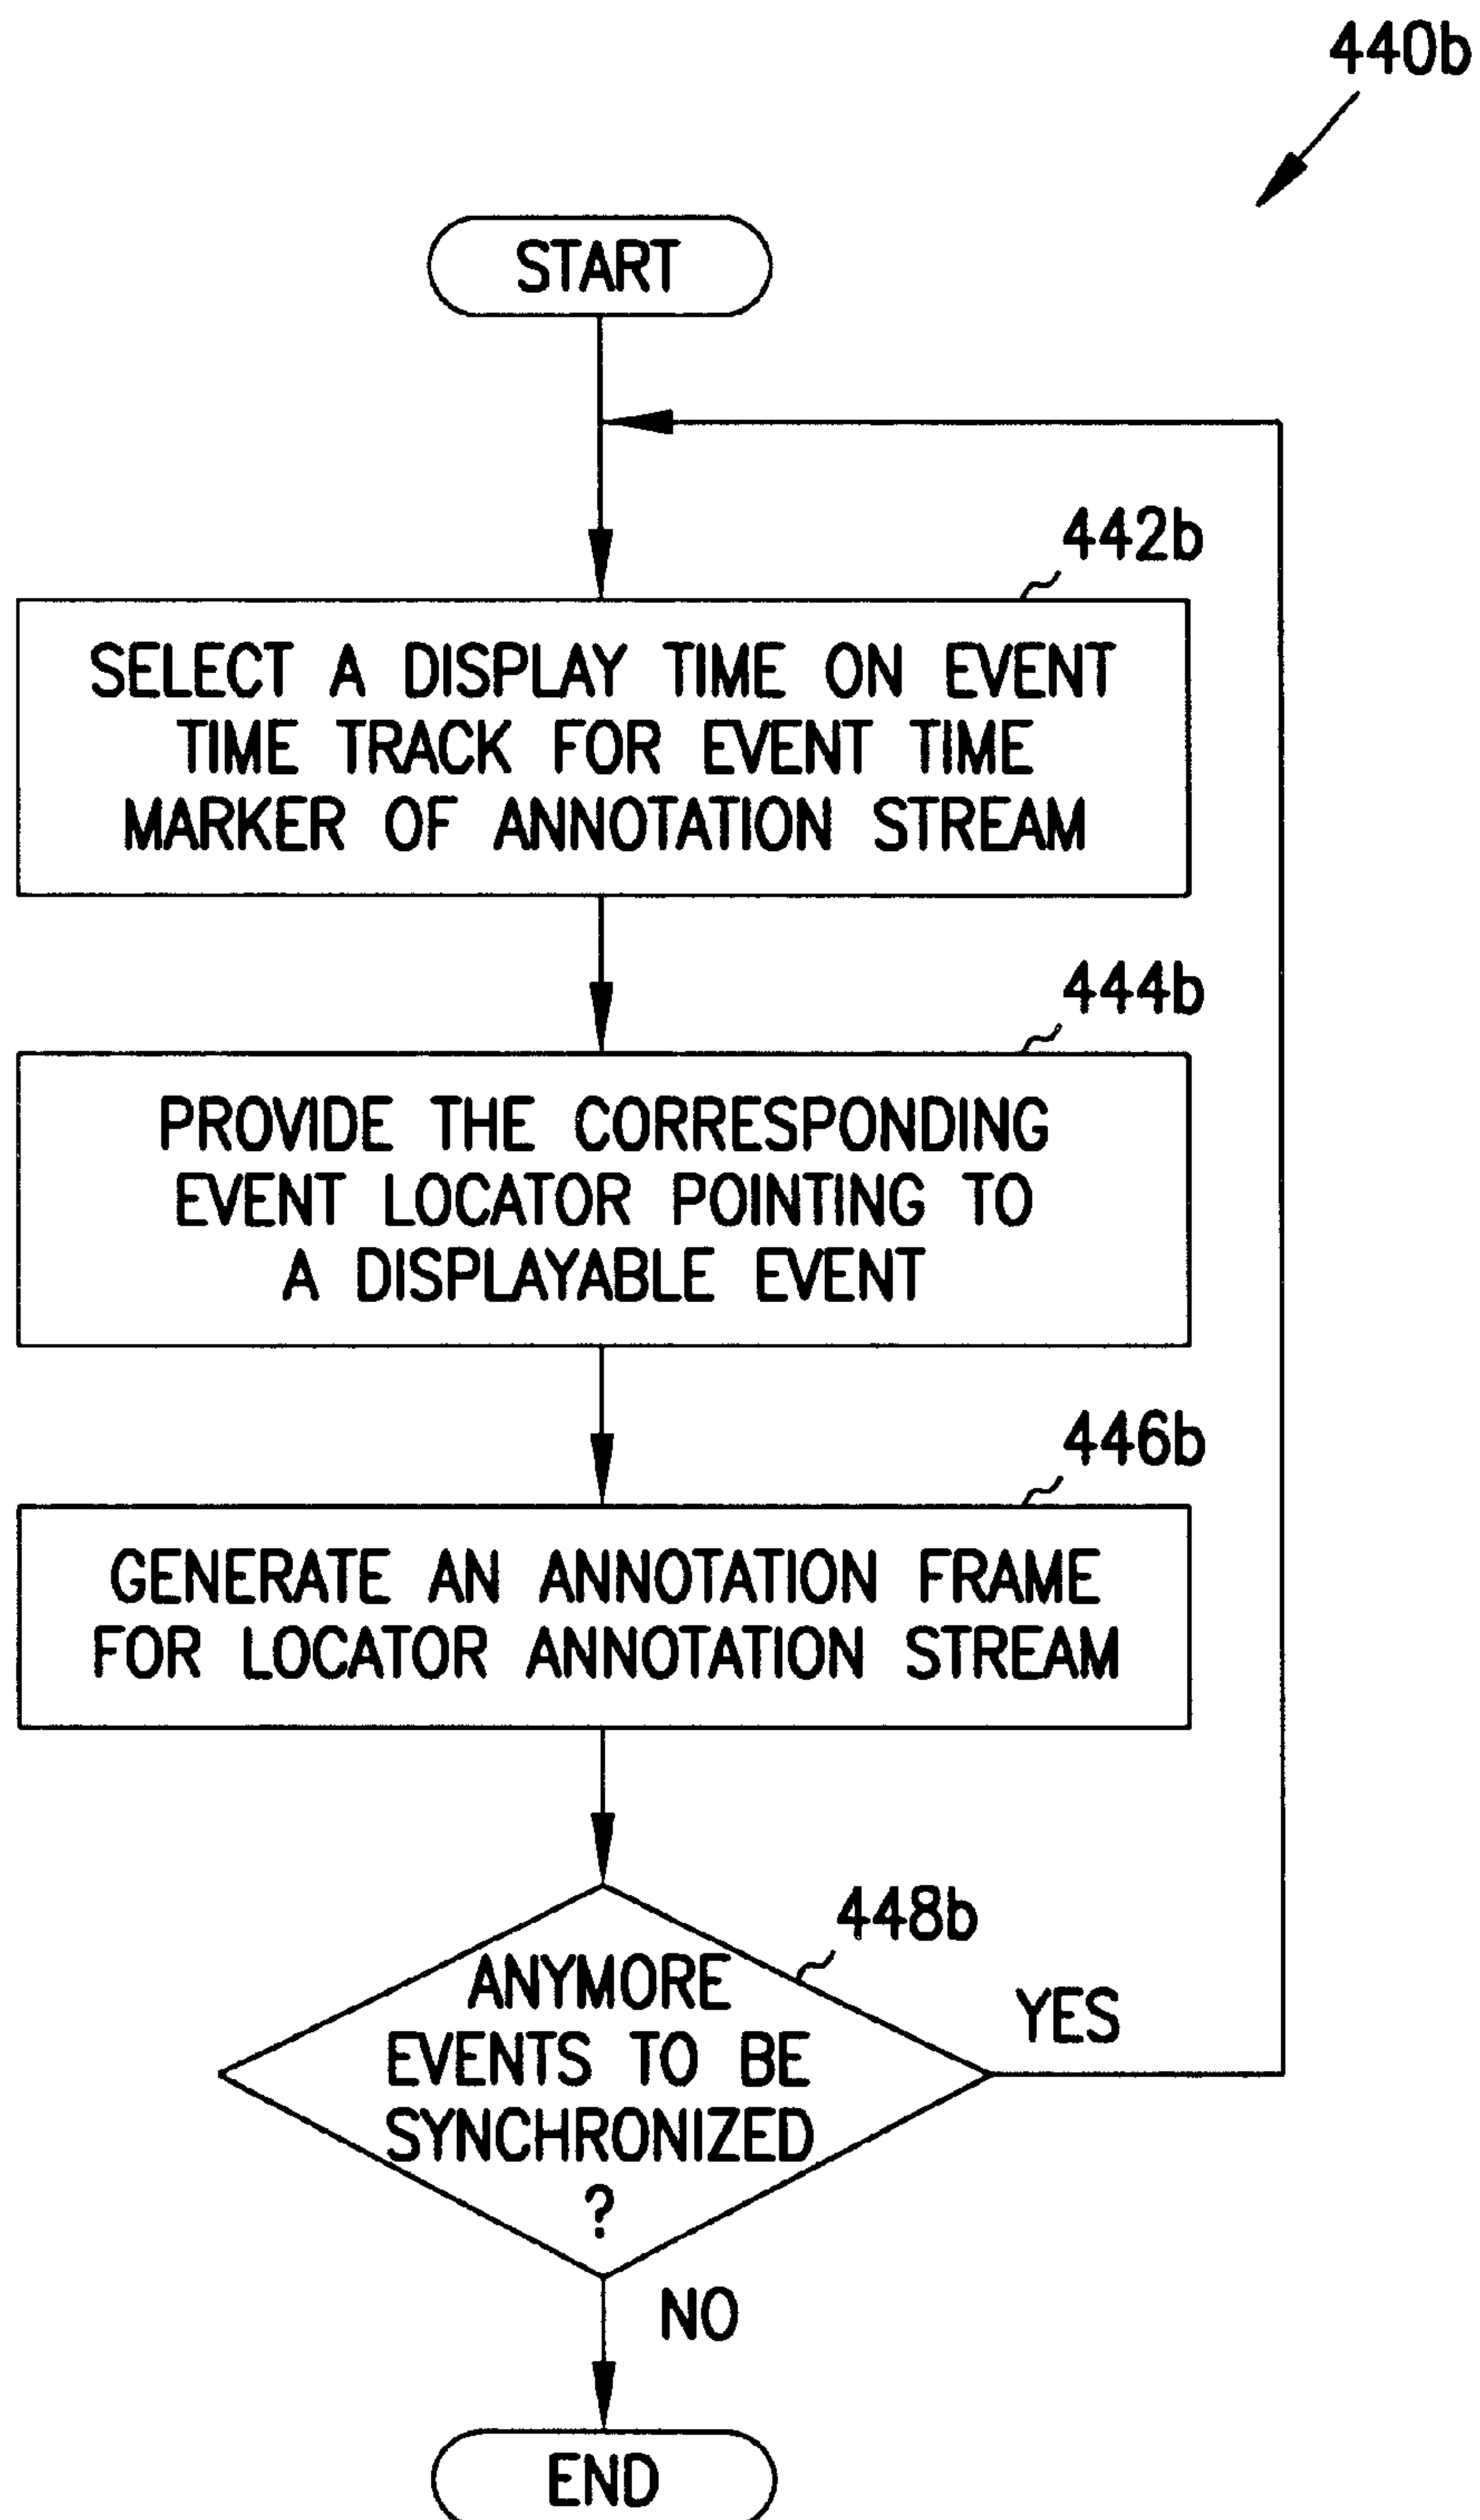 440b
START
442b
SELECT A DISPLAY TIME ON EVENT
TIME TRACK FOR EVENT TIME
MARKER OF ANNOTATION STREAM
444b
PROVIDE THE CORRESPONDING
EVENT LOCATOR POINTING TO
A DISPLAYABLE EVENT
446b
GENERATE AN ANNOTATION FRAME
FOR LOCATOR ANNOTATION STREAM
448b
ANYMORE
EVENTS TO BE
SYNCHRONIZED
?
YES
NO
END